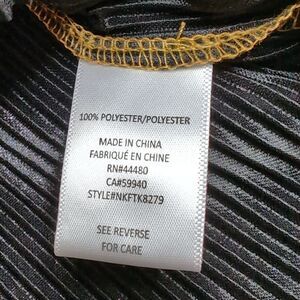 100% POLYESTER/POLYESTER
MADE IN CHINA
FABRIQUÉ EN CHINE
RN#44480
CA#59940
STYLE#NKFTK8279
SEE REVERSE
FOR CARE